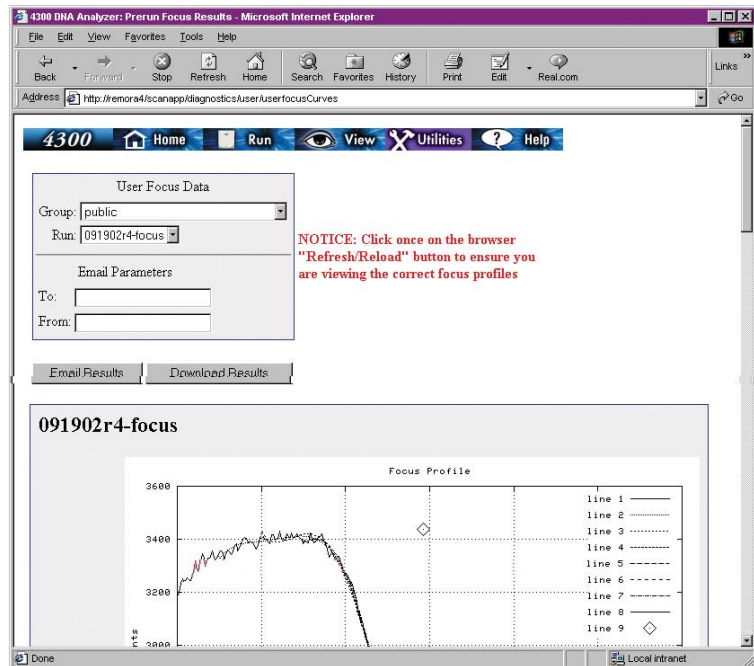 4300 DNA Analyzer: Prerun Focus Results - Microsoft Internet Explorer
File Edit View Favorites Tools Help
Back Forward Stop Refresh Home Search Favorites History Print Edit Real.com Links »
Address http://remora4/scanapp/diagnostics/user/userfocusCurves Go
4300 Home Run View Utilities ? Help
User Focus Data
Group: public
Run: 091902r4-focus
NOTICE: Click once on the browser
"Refresh/Reload" button to ensure you
are viewing the correct focus profiles
Email Parameters
To:
From:
Email Results Download Results
091902r4-focus
Focus Profile
3600
line 1
line 2
line 3
3400
line 4
line 5
line 6
3200
line 7
line 8
line 9
3000
Done Local intranet